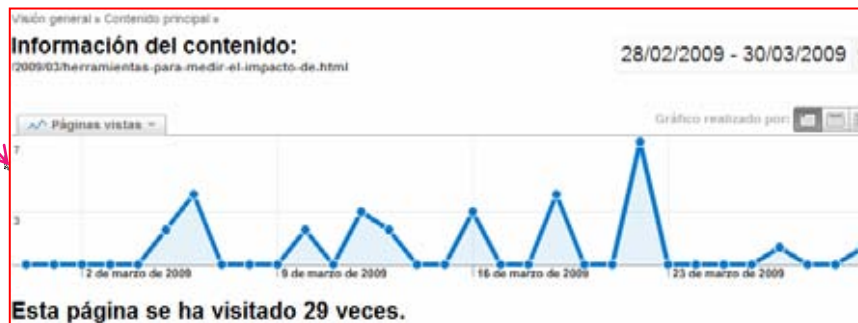 Visión general » Contenido principal »
Información del contenido:
/2009/03/herramientas-para-medir-el-impacto-de.html
28/02/2009 - 30/03/2009
Páginas vistas
Gráfico realizado por:
7
3
2 de marzo de 2009
9 de marzo de 2009
16 de marzo de 2009
23 de marzo de 2009
Esta página se ha visitado 29 veces.